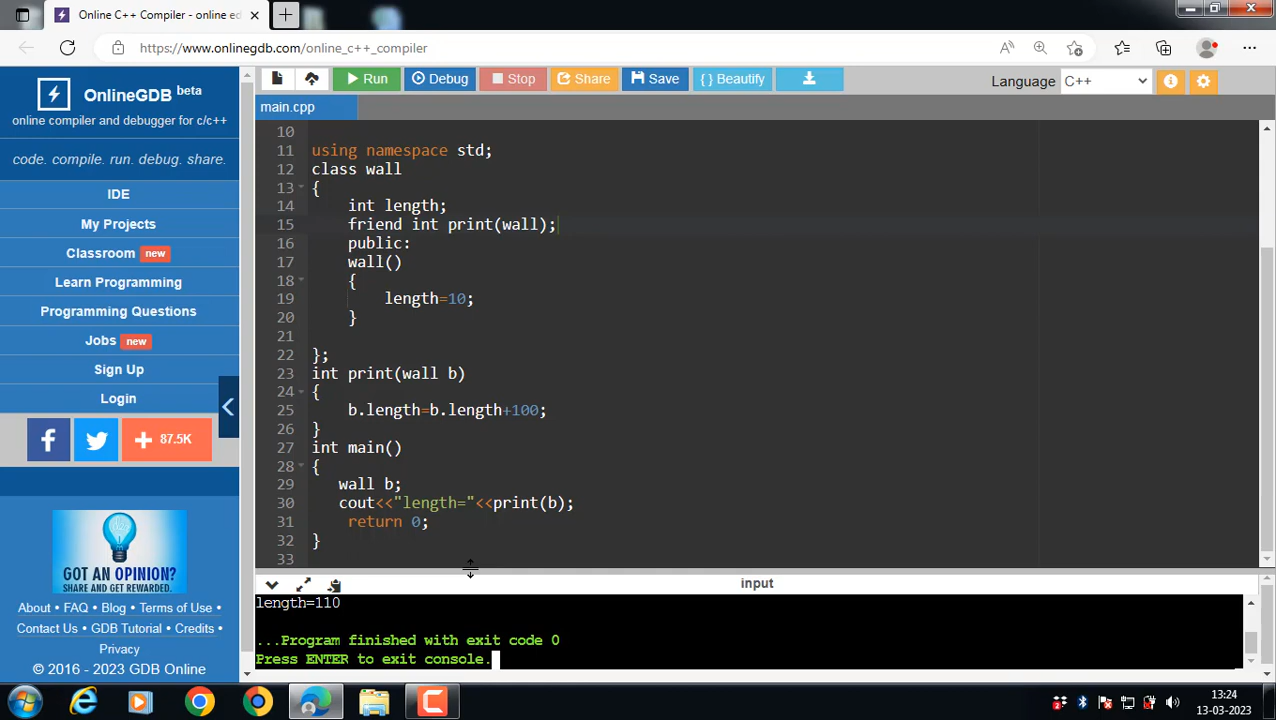 Online C++ Compiler - online ed
https://www.onlinegdb.com/online_c++_compiler
OnlineGDB beta
online compiler and debugger for c/c++
code. compile. run. debug. share.
IDE
My Projects
Classroom new
Learn Programming
Programming Questions
Jobs new
Sign Up
Login
87.5K
GOT AN OPINION?
SHARE AND GET REWARDED.
About • FAQ • Blog • Terms of Use •
Contact Us • GDB Tutorial • Credits •
Privacy
© 2016 - 2023 GDB Online
Run
Debug
Stop
Share
Save
{ } Beautify
Language C++
main.cpp
10
11 using namespace std;
12 class wall
13 {
14 int length;
15 friend int print(wall);
16 public:
17 wall()
18 {
19 length=10;
20 }
21
22 };
23 int print(wall b)
24 {
25 b.length=b.length+100;
26 }
27 int main()
28 {
29 wall b;
30 cout<<"length="<<print(b);
31 return 0;
32 }
33
input
length=110
...Program finished with exit code 0
Press ENTER to exit console.
13:24
13-03-2023